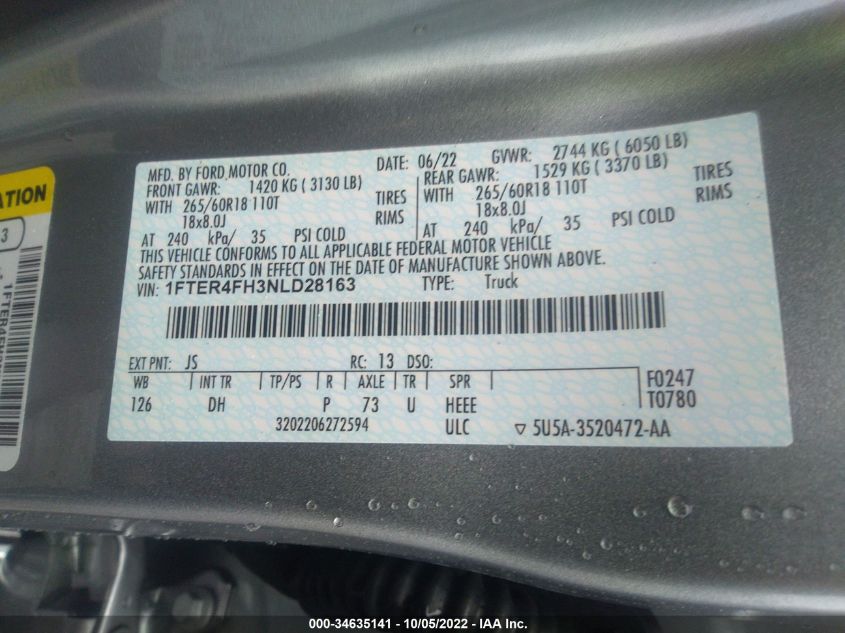 ATION
3
1FTER4FH3N
MFD. BY FORD MOTOR CO.
DATE: 06/22
GVWR: 2744 KG ( 6050 LB)
FRONT GAWR: 1420 KG ( 3130 LB)
REAR GAWR: 1529 KG ( 3370 LB)
WITH 265/60R18 110T TIRES
WITH 265/60R18 110T TIRES
18x8.0J RIMS
18x8.0J RIMS
AT 240 kPa/ 35 PSI COLD
AT 240 kPa/ 35 PSI COLD
THIS VEHICLE CONFORMS TO ALL APPLICABLE FEDERAL MOTOR VEHICLE
SAFETY STANDARDS IN EFFECT ON THE DATE OF MANUFACTURE SHOWN ABOVE.
VIN: 1FTER4FH3NLD28163
TYPE: Truck
EXT PNT: JS RC: 13 DSO:
WB INT TR TP/PS R AXLE TR SPR
F0247
126 DH P 73 U HEEE
T0780
3202206272594 ULC ▽ 5U5A-3520472-AA
000-34635141 - 10/05/2022 - IAA Inc.